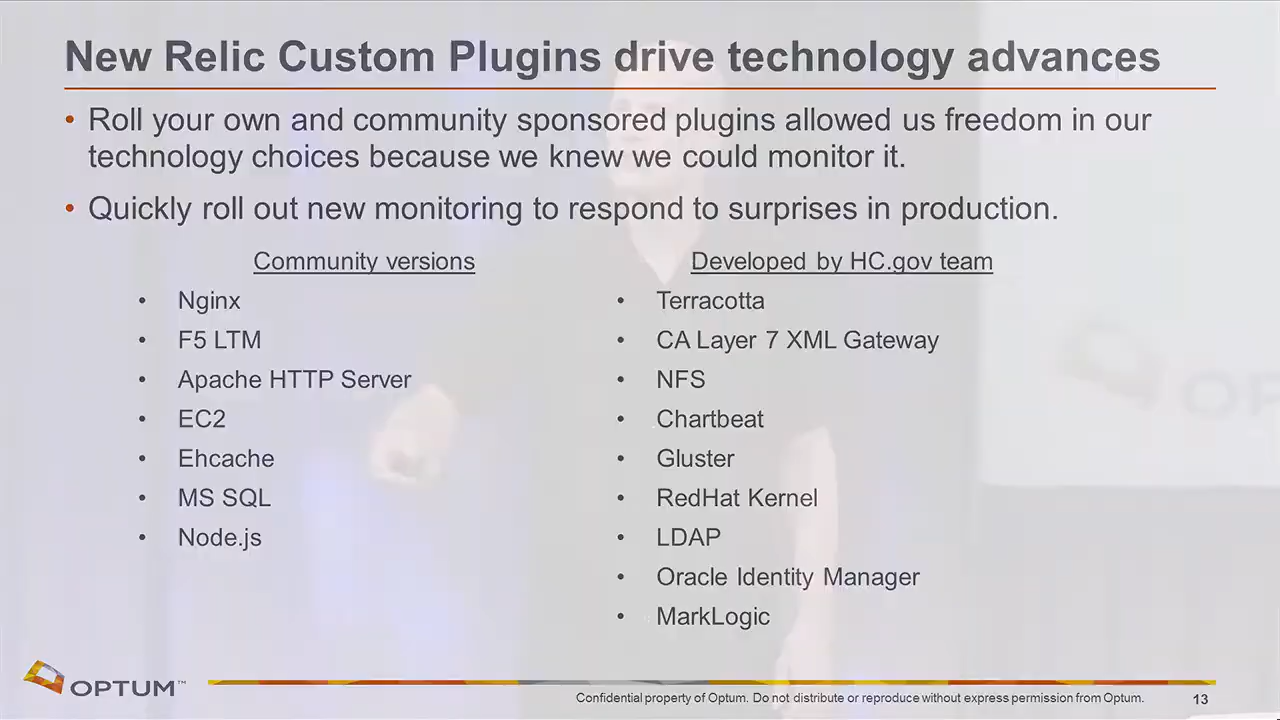 New Relic Custom Plugins drive technology advances
• Roll your own and community sponsored plugins allowed us freedom in our
technology choices because we knew we could monitor it.
• Quickly roll out new monitoring to respond to surprises in production.
Community versions
• Nginx
• F5 LTM
• Apache HTTP Server
• EC2
• Ehcache
• MS SQL
• Node.js
Developed by HC.gov team
• Terracotta
• CA Layer 7 XML Gateway
• NFS
• Chartbeat
• Gluster
• RedHat Kernel
• LDAP
• Oracle Identity Manager
• MarkLogic
OP
OPTUM™
Confidential property of Optum. Do not distribute or reproduce without express permission from Optum.
13